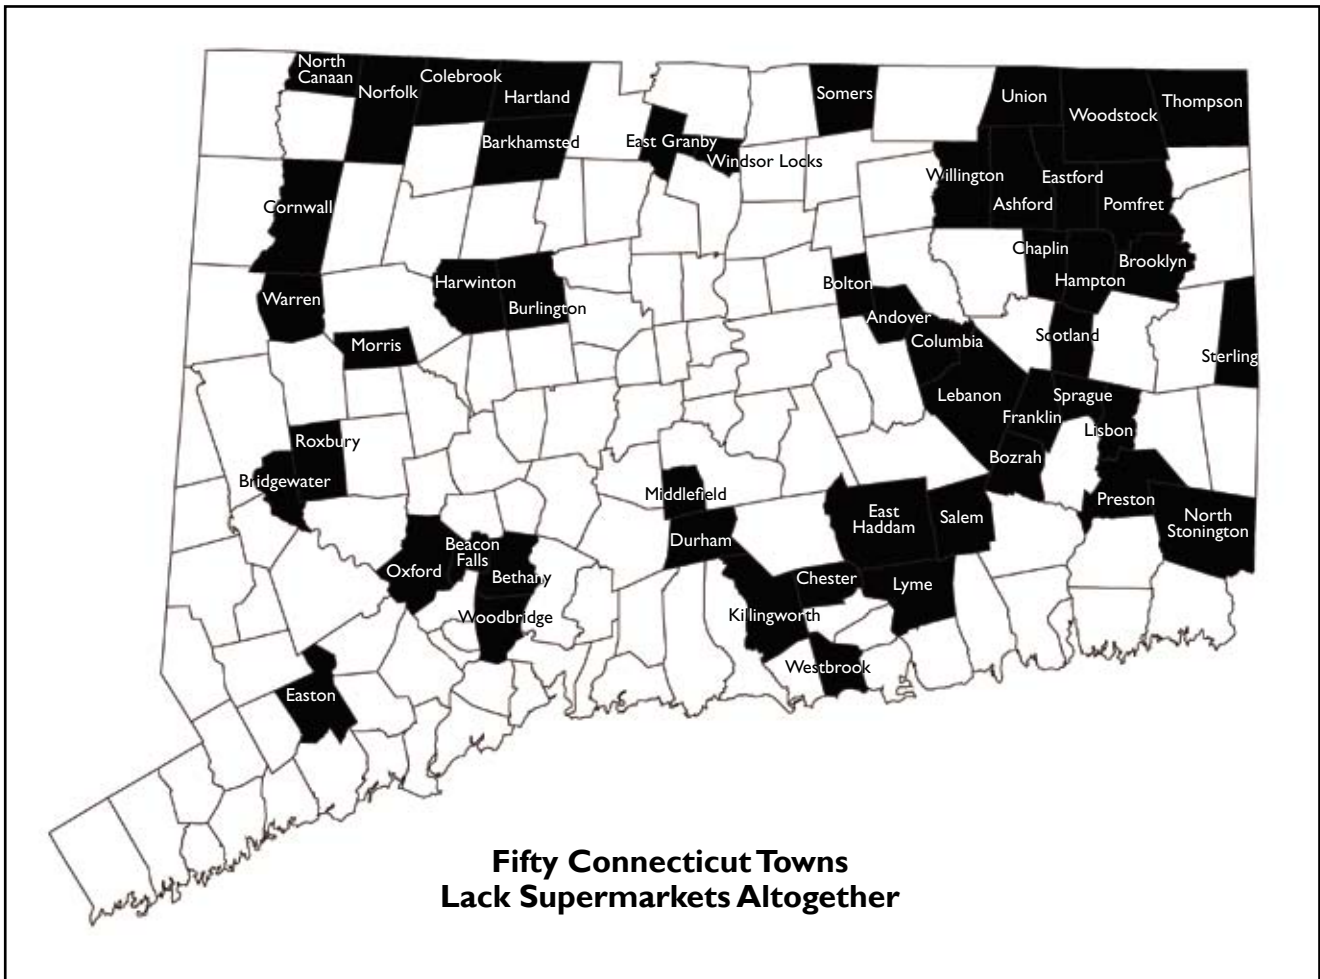 North
Canaan
Norfolk
Colebrook
Hartland
Barkhamsted
East Granby
Windsor Locks
Somers
Union
Woodstock
Thompson
Willington
Eastford
Ashford
Pomfret
Cornwall
Chaplin
Brooklyn
Hampton
Warren
Harwinton
Burlington
Bolton
Andover
Columbia
Scotland
Sterling
Morris
Lebanon
Sprague
Franklin
Lisbon
Bozrah
Roxbury
Bridgewater
Middlefield
Durham
East
Haddam
Salem
Preston
North
Stonington
Beacon
Falls
Oxford
Bethany
Woodbridge
Chester
Lyme
Killingworth
Westbrook
Easton
Fifty Connecticut Towns
Lack Supermarkets Altogether